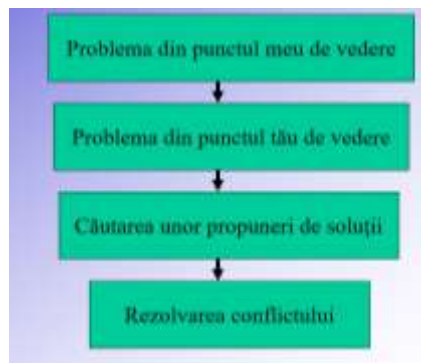 Problema din punctul meu de vedere
Problema din punctul tău de vedere
Căutarea unor propuneri de soluții
Rezolvarea conflictului